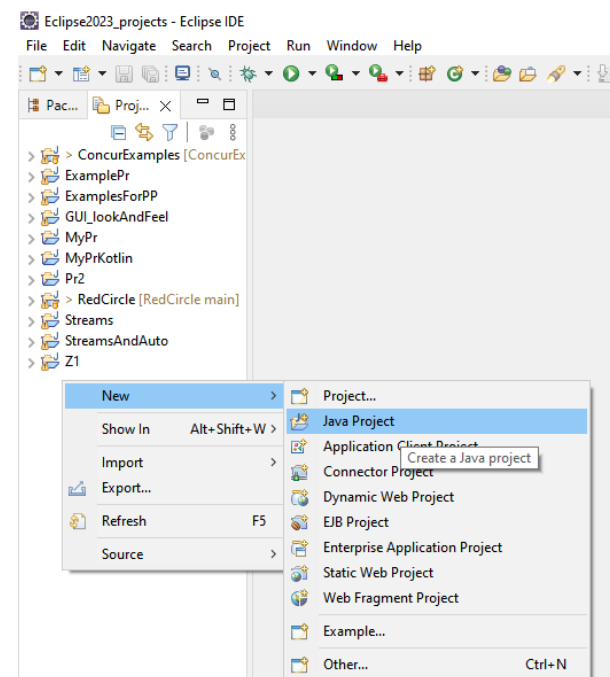 Eclipse2023_projects - Eclipse IDE
File Edit Navigate Search Project Run Window Help
Pac... Proj...
> ConcurExamples [ConcurEx
ExamplePr
ExamplesForPP
GUI_lookAndFeel
MyPr
MyPrKotlin
Pr2
> RedCircle [RedCircle main]
Streams
StreamsAndAuto
Z1
New
Show In Alt+Shift+W
Import
Export...
Refresh F5
Source
Project...
Java Project
Application Client Project
Create a Java project
Connector Project
Dynamic Web Project
EJB Project
Enterprise Application Project
Static Web Project
Web Fragment Project
Example...
Other... Ctrl+N